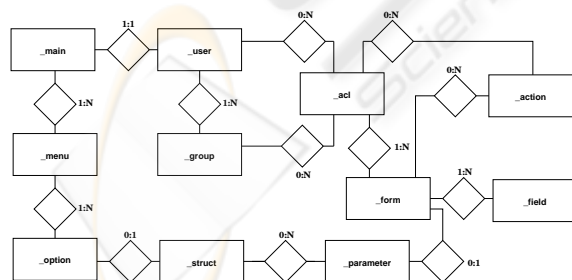 1:1
0:N
0:N
_main
_user
_acl
0:N
_action
1:N
1:N
_menu
_group
0:N
1:N
1:N
_form
1:N
_field
_option
0:1
_struct
0:N
_parameter
0:1
Scien